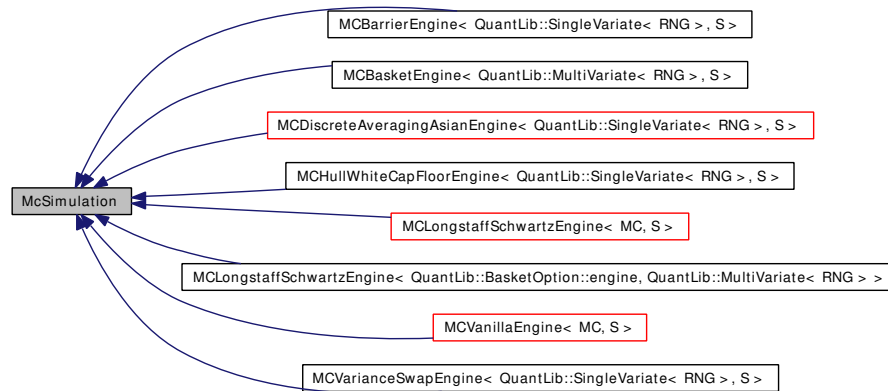 MCBarrierEngine< QuantLib::SingleVariate< RNG >, S >
MCBasketEngine< QuantLib::MultiVariate< RNG >, S >
MCDiscreteAveragingAsianEngine< QuantLib::SingleVariate< RNG >, S >
MCHullWhiteCapFloorEngine< QuantLib::SingleVariate< RNG >, S >
McSimulation
MCLongstaffSchwartzEngine< MC, S >
MCLongstaffSchwartzEngine< QuantLib::BasketOption::engine, QuantLib::MultiVariate< RNG > >
MCVanillaEngine< MC, S >
MCVarianceSwapEngine< QuantLib::SingleVariate< RNG >, S >